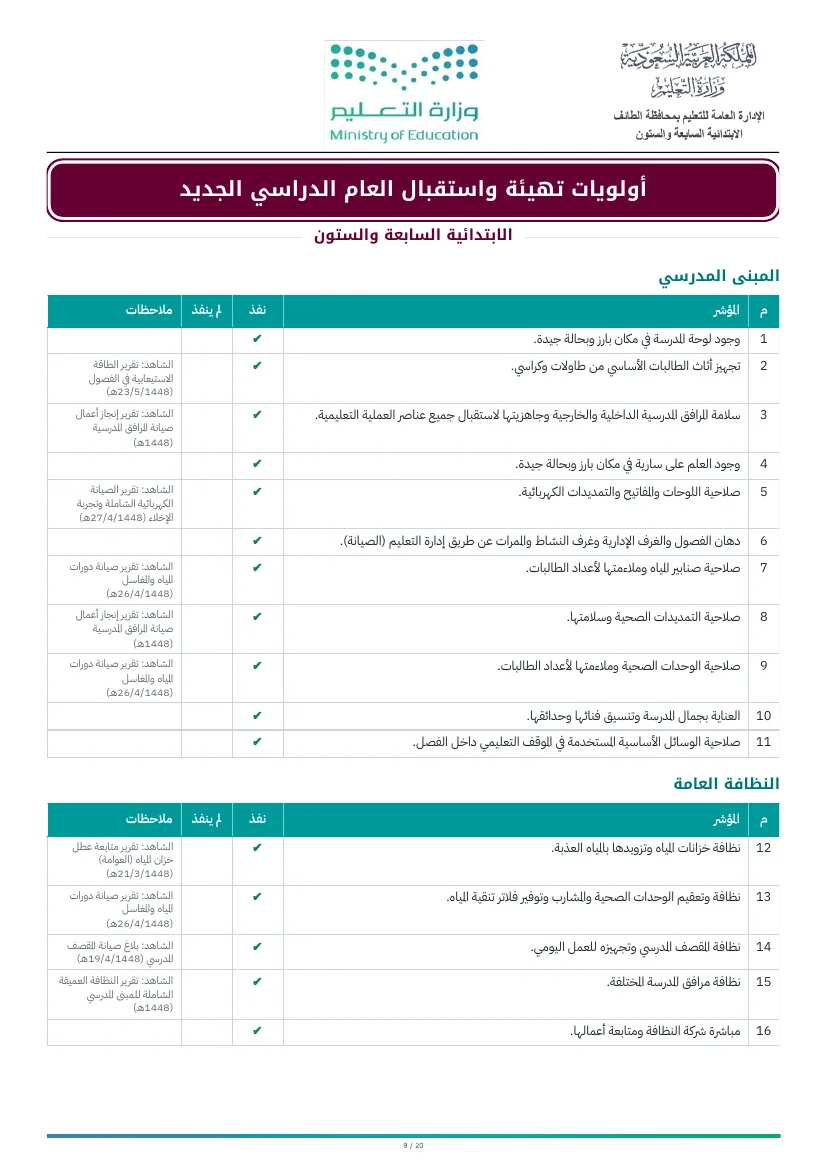 المملكة العربية السعودية
وزارة التعليم
الإدارة العامة للتعليم بمحافظة الطائف
الابتدائية السابعة والستون
وزارة التعليم
Ministry of Education
أولويات تهيئة واستقبال العام الدراسي الجديد
الابتدائية السابعة والستون
المبنى المدرسي
م المؤشر نفذ لم ينفذ ملاحظات
1 وجود لوحة المدرسة في مكان بارز وبحالة جيدة. ✔
2 تجهيز أثاث الطالبات الأساسي من طاولات وكراسي. ✔ الشاهد: تقرير الطاقة
الاستيعابية في الفصول
(23/5/1448هـ)
3 سلامة المرافق المدرسية الداخلية والخارجية وجاهزيتها لاستقبال جميع عناصر العملية التعليمية. ✔ الشاهد: تقرير إنجاز أعمال
صيانة المرافق المدرسية
(1448هـ)
4 وجود العلم على سارية في مكان بارز وبحالة جيدة. ✔
5 صلاحية اللوحات والمفاتيح والتمديدات الكهربائية. ✔ الشاهد: تقرير الصيانة
الكهربائية الشاملة وتجربة
الإخلاء (27/4/1448هـ)
6 دهان الفصول والغرف الإدارية وغرف النشاط والممرات عن طريق إدارة التعليم (الصيانة). ✔
7 صلاحية صنابير المياه وملاءمتها لأعداد الطالبات. ✔ الشاهد: تقرير صيانة دورات
المياه والمغاسل
(26/4/1448هـ)
8 صلاحية التمديدات الصحية وسلامتها. ✔ الشاهد: تقرير إنجاز أعمال
صيانة المرافق المدرسية
(1448هـ)
9 صلاحية الوحدات الصحية وملاءمتها لأعداد الطالبات. ✔ الشاهد: تقرير صيانة دورات
المياه والمغاسل
(26/4/1448هـ)
10 العناية بجمال المدرسة وتنسيق فنائها وحدائقها. ✔
11 صلاحية الوسائل الأساسية المستخدمة في الموقف التعليمي داخل الفصل. ✔
النظافة العامة
م المؤشر نفذ لم ينفذ ملاحظات
12 نظافة خزانات المياه وتزويدها بالمياه العذبة. ✔ الشاهد: تقرير متابعة عطل
خزان المياه (العوامة)
(21/3/1448هـ)
13 نظافة وتعقيم الوحدات الصحية والمشارب وتوفير فلاتر تنقية المياه. ✔ الشاهد: تقرير صيانة دورات
المياه والمغاسل
(26/4/1448هـ)
14 نظافة المقصف المدرسي وتجهيزه للعمل اليومي. ✔ الشاهد: بلاغ صيانة المقصف
المدرسي (19/4/1448هـ)
15 نظافة مرافق المدرسة المختلفة. ✔ الشاهد: تقرير النظافة العميقة
الشاملة للمبنى المدرسي
(1448هـ)
16 مباشرة شركة النظافة ومتابعة أعمالها. ✔
9 / 20